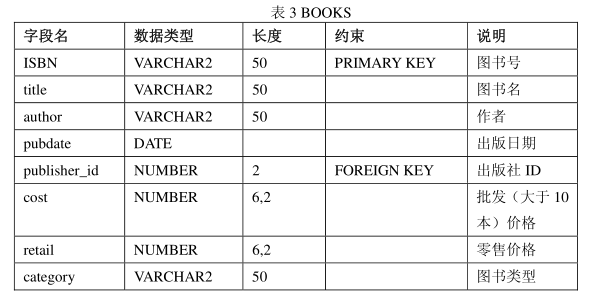 表 3 BOOKS
字段名 数据类型 长度 约束 说明
ISBN VARCHAR2 50 PRIMARY KEY 图书号
title VARCHAR2 50 图书名
author VARCHAR2 50 作者
pubdate DATE 出版日期
publisher_id NUMBER 2 FOREIGN KEY 出版社 ID
cost NUMBER 6,2 批发（大于 10
本）价格
retail NUMBER 6,2 零售价格
category VARCHAR2 50 图书类型